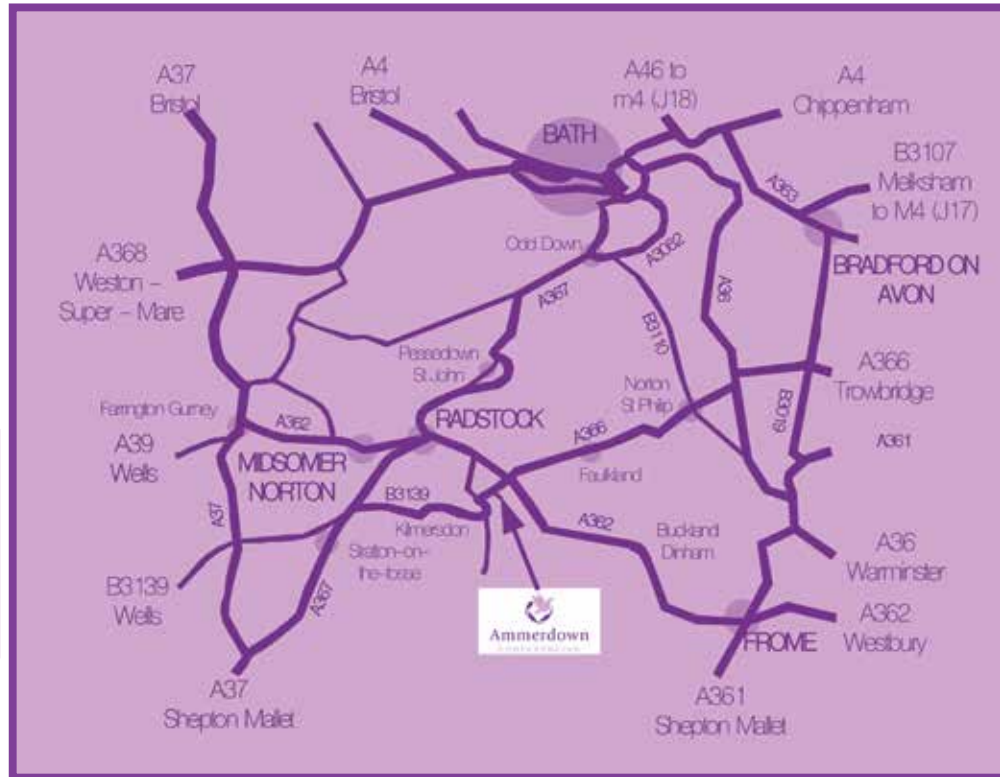 A37
Bristol
A4
Bristol
A46 to
m4 (J18)
A4
Chippenham
BATH
B3107
Melksham
to M4 (J17)
A363
A368
Weston –
Super – Mare
Odd Down
A3062
BRADFORD ON
AVON
A36
A367
B3110
Peasedown
St John
A366
Trowbridge
Norton
St Philip
B3019
Farrington Gurney
A362
RADSTOCK
A366
A361
A39
Wells
MIDSOMER
NORTON
Faulkland
B3139
A37
Kilmersdon
A362
Buckland
Dinham
Stratton-on-
the-fosse
A36
Warminster
B3139
Wells
A367
Ammerdown
A362
Westbury
FROME
A37
Shepton Mallet
A361
Shepton Mallet